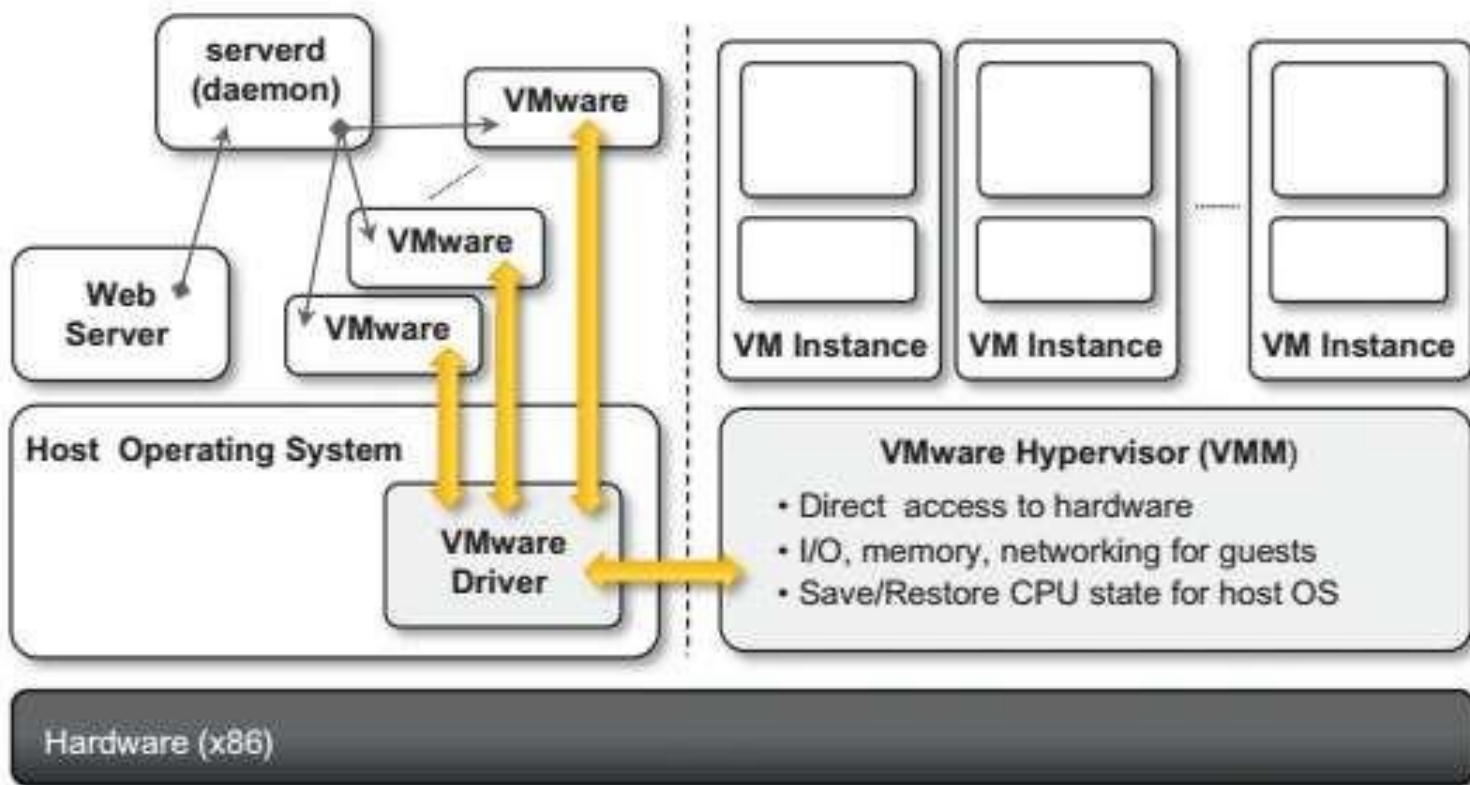 serverd
(daemon)
VMware
VMware
VMware
Web
Server
Host Operating System
VMware
Driver
VM Instance
VM Instance
VM Instance
VMware Hypervisor (VMM)
• Direct access to hardware
• I/O, memory, networking for guests
• Save/Restore CPU state for host OS
Hardware (x86)